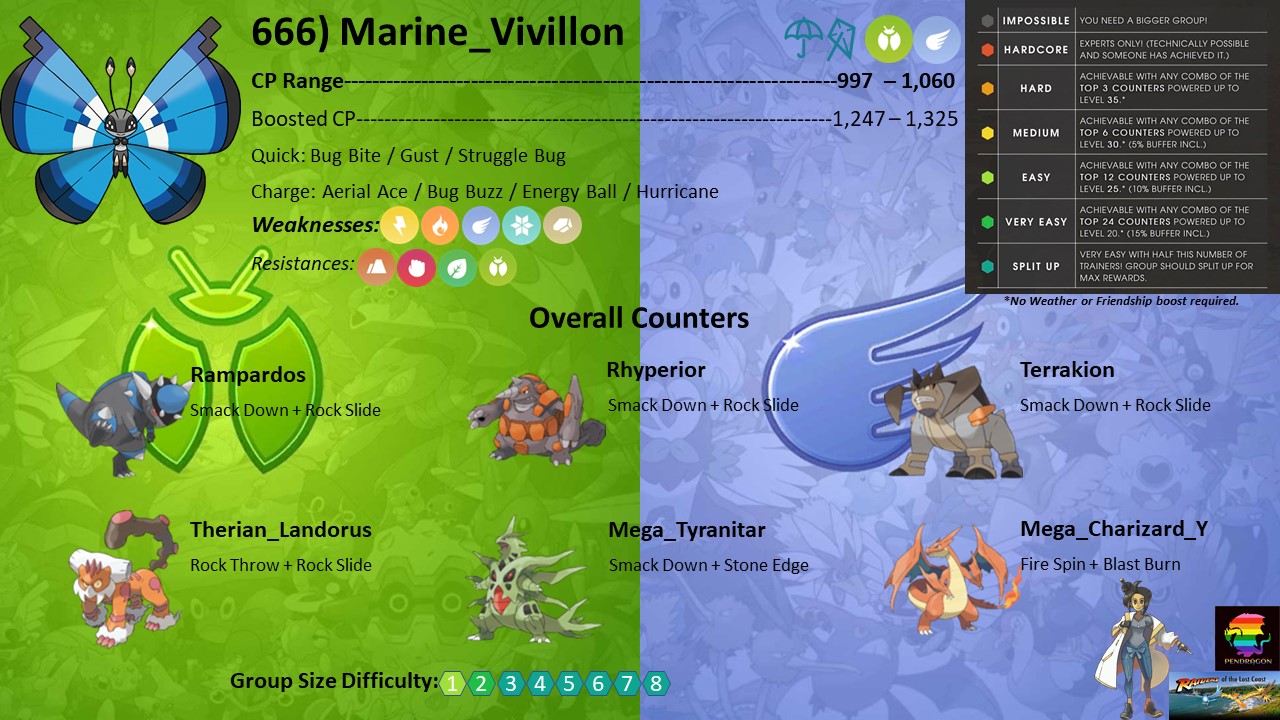 666) Marine_Vivillon
CP Range------------------------------------------------------------------------997 – 1,060
Boosted CP----------------------------------------------------------------------1,247 – 1,325
Quick: Bug Bite / Gust / Struggle Bug
Charge: Aerial Ace / Bug Buzz / Energy Ball / Hurricane
Weaknesses:
Resistances:
IMPOSSIBLE YOU NEED A BIGGER GROUP!
HARDCORE EXPERTS ONLY! (TECHNICALLY POSSIBLE
AND SOMEONE HAS ACHIEVED IT.)
HARD ACHIEVABLE WITH ANY COMBO OF THE
TOP 3 COUNTERS POWERED UP TO
LEVEL 35.*
MEDIUM ACHIEVABLE WITH ANY COMBO OF THE
TOP 6 COUNTERS POWERED UP TO
LEVEL 30.* (5% BUFFER INCL.)
EASY ACHIEVABLE WITH ANY COMBO OF THE
TOP 12 COUNTERS POWERED UP TO
LEVEL 25.* (10% BUFFER INCL.)
VERY EASY ACHIEVABLE WITH ANY COMBO OF THE
TOP 24 COUNTERS POWERED UP TO
LEVEL 20.* (15% BUFFER INCL.)
SPLIT UP VERY EASY WITH HALF THIS NUMBER OF
TRAINERS! GROUP SHOULD SPLIT UP FOR
MAX REWARDS.
*No Weather or Friendship boost required.
Overall Counters
Rampardos
Smack Down + Rock Slide
Rhyperior
Smack Down + Rock Slide
Terrakion
Smack Down + Rock Slide
Therian_Landorus
Rock Throw + Rock Slide
Mega_Tyranitar
Smack Down + Stone Edge
Mega_Charizard_Y
Fire Spin + Blast Burn
Group Size Difficulty: 1 2 3 4 5 6 7 8
PENDRAGON
RAIDERS of the Lost Coast